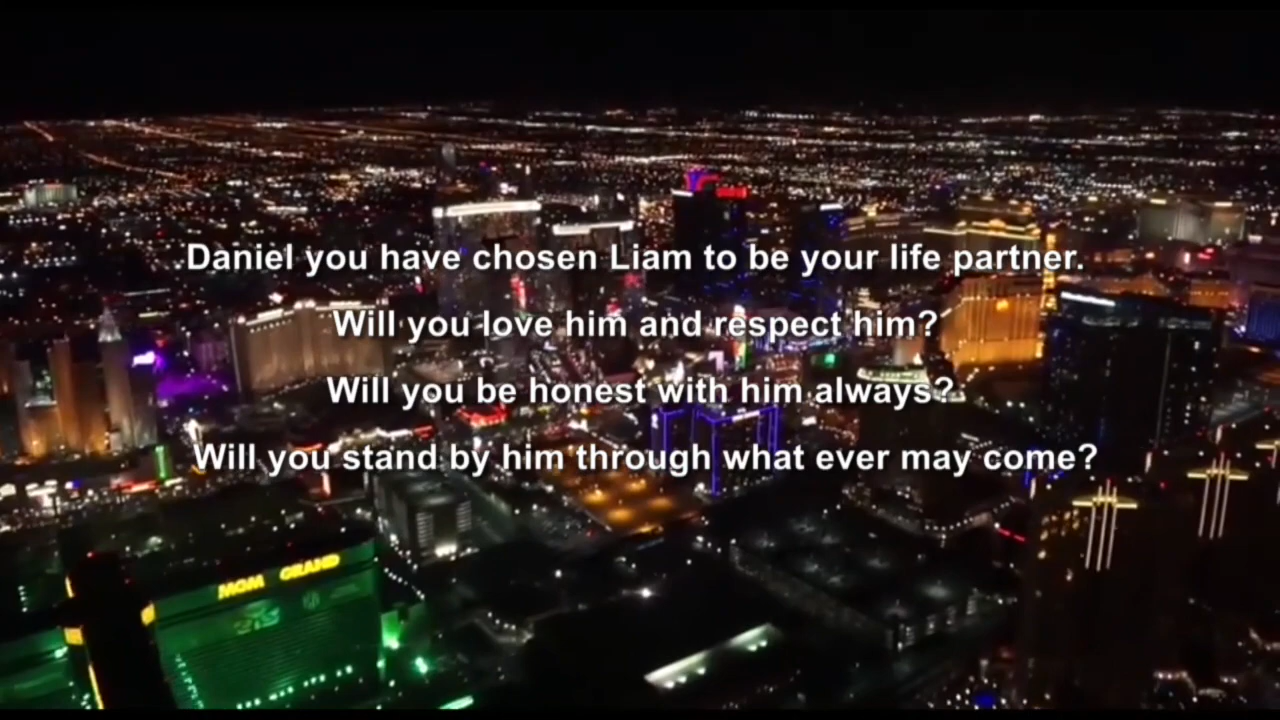 Daniel you have chosen Liam to be your life partner.
Will you love him and respect him?
Will you be honest with him always?
Will you stand by him through what ever may come?
MGM GRAND